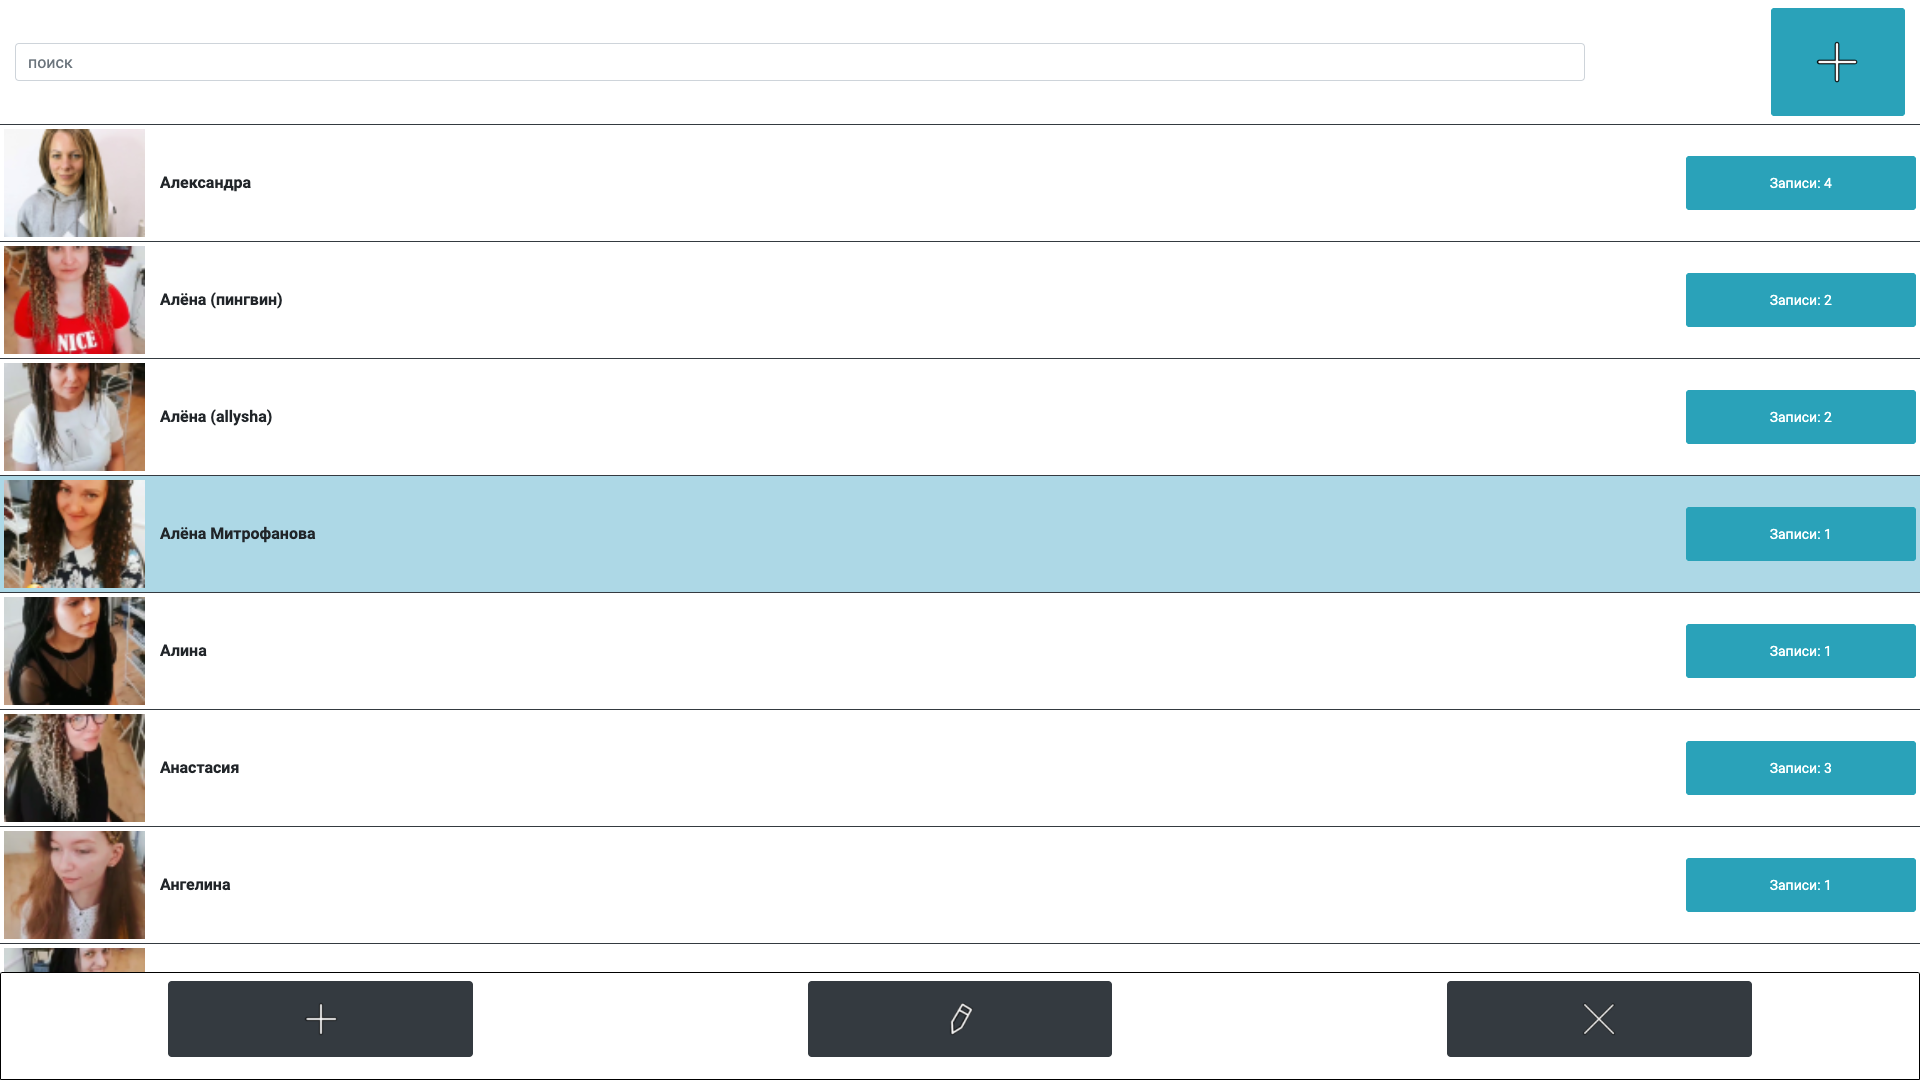 поиск
Александра
Записи: 4
Алёна (пингвин)
Записи: 2
NICE
Алёна (allysha)
Записи: 2
Алёна Митрофанова
Записи: 1
Алина
Записи: 1
Анастасия
Записи: 3
Ангелина
Записи: 1